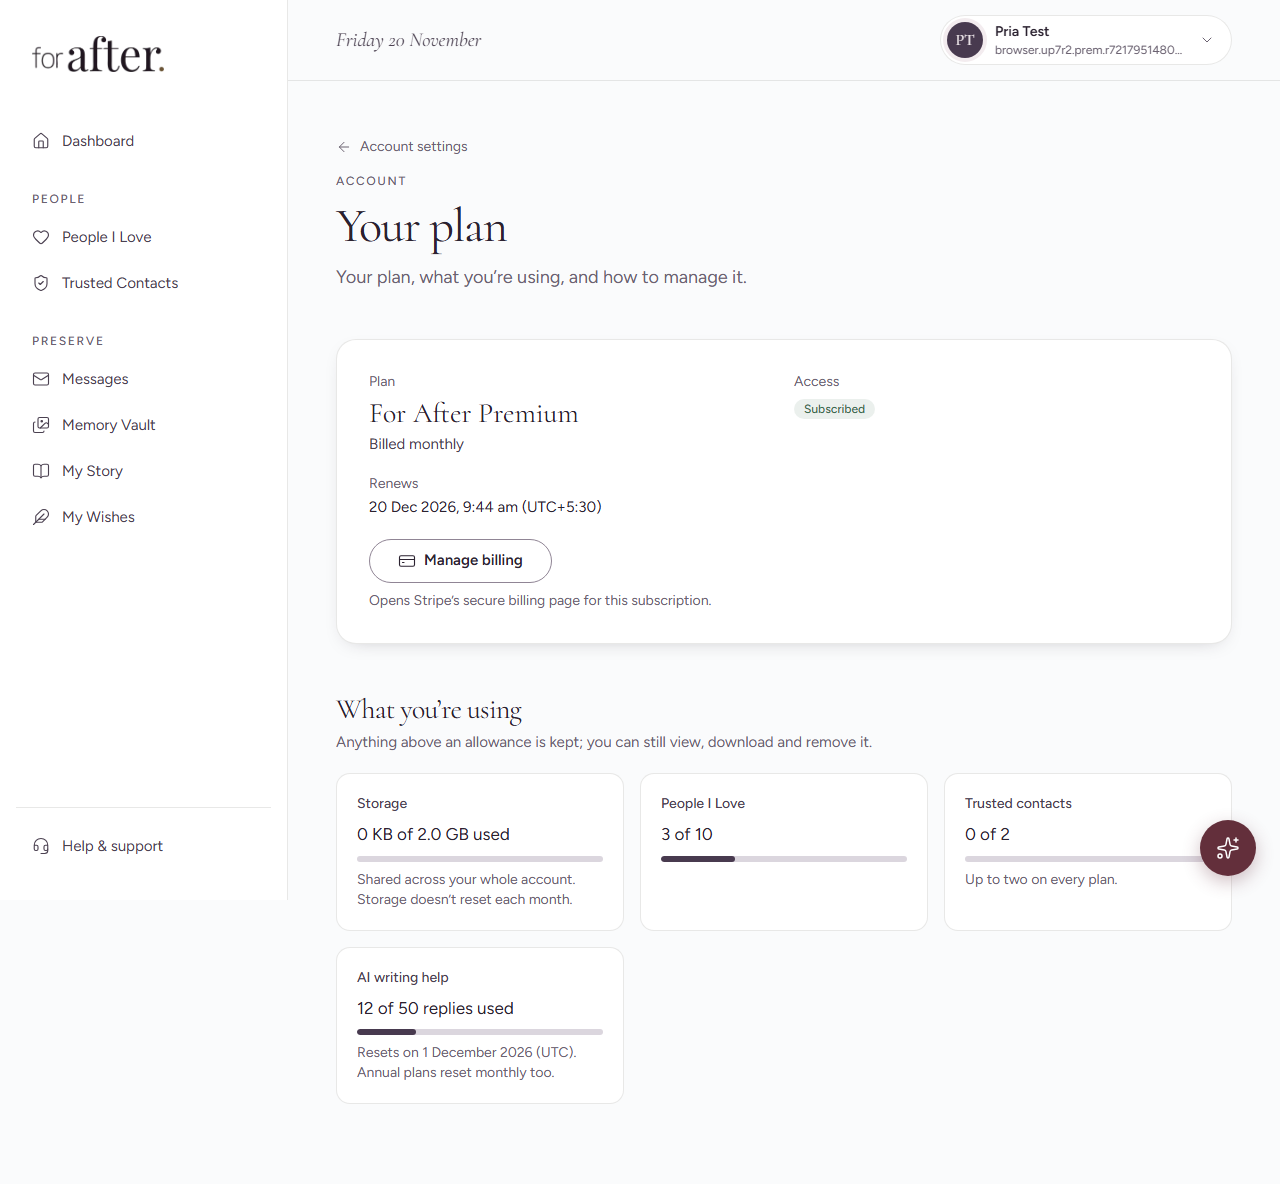 for after.
Friday 20 November
PT
Pria Test
browser.up7r2.prem.r7217951480...
Dashboard
PEOPLE
People I Love
Trusted Contacts
PRESERVE
Messages
Memory Vault
My Story
My Wishes
Help & support
Account settings
ACCOUNT
Your plan
Your plan, what you’re using, and how to manage it.
Plan
For After Premium
Billed monthly
Access
Subscribed
Renews
20 Dec 2026, 9:44 am (UTC+5:30)
Manage billing
Opens Stripe’s secure billing page for this subscription.
What you’re using
Anything above an allowance is kept; you can still view, download and remove it.
Storage
0 KB of 2.0 GB used
Shared across your whole account.
Storage doesn’t reset each month.
People I Love
3 of 10
Trusted contacts
0 of 2
Up to two on every plan.
AI writing help
12 of 50 replies used
Resets on 1 December 2026 (UTC).
Annual plans reset monthly too.